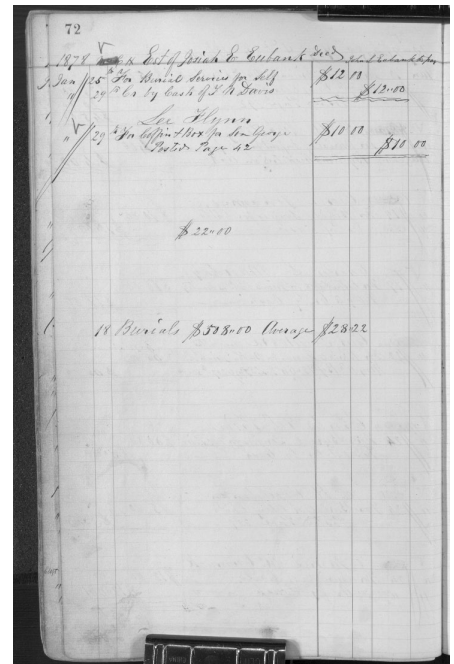 72
1878 Est of Josiah E Eubank Decd
Jan 25 For Burial Services for Self $12 00
" 29 Cr by Cash of T W Davis $12=00
Lee Flynn
" 29 For Coffin & Box for Son George $10 00
Posted Page 42 $10 00
$22=00
18 Burials $508=00 Average $28=22